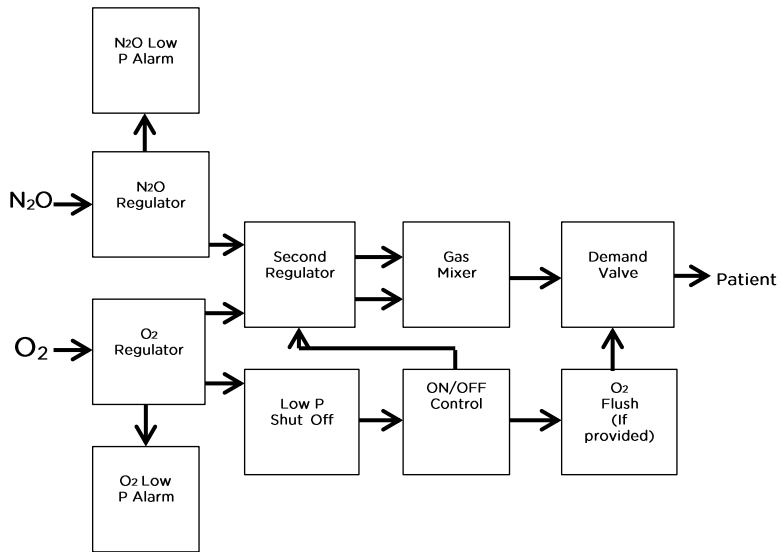 N₂O Low
P Alarm
N₂O
N₂O
Regulator
Second
Regulator
Gas
Mixer
Demand
Valve
Patient
O₂
O₂
Regulator
Low P
Shut Off
ON/OFF
Control
O₂
Flush
(If
provided)
O₂ Low
P Alarm